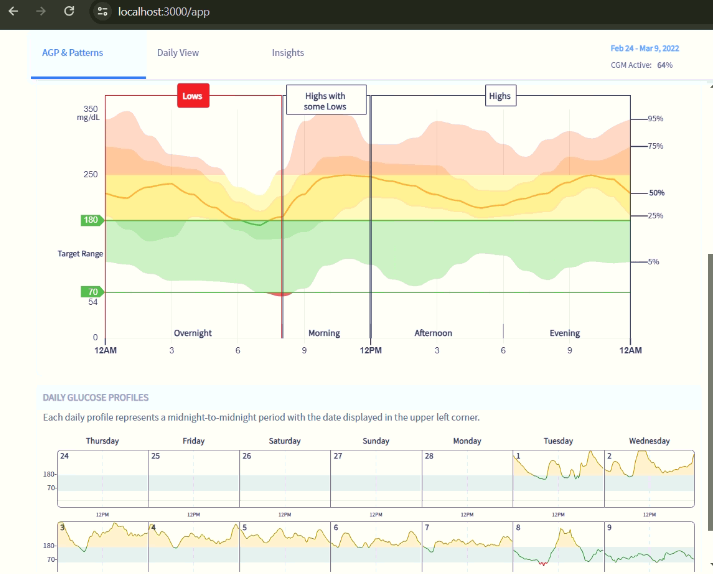 localhost:3000/app
AGP & Patterns
Daily View
Insights
Feb 24 - Mar 9, 2022
CGM Active: 64%
Lows
Highs with
some Lows
Highs
350
mg/dL
250
180
Target Range
70
54
0
95%
75%
50%
25%
5%
Overnight
Morning
Afternoon
Evening
12AM 3 6 9 12PM 3 6 9 12AM
DAILY GLUCOSE PROFILES
Each daily profile represents a midnight-to-midnight period with the date displayed in the upper left corner.
Thursday Friday Saturday Sunday Monday Tuesday Wednesday
24 25 26 27 28 1 2
180
70
12PM 12PM 12PM 12PM 12PM 12PM 12PM
3 4 5 6 7 8 9
180
70